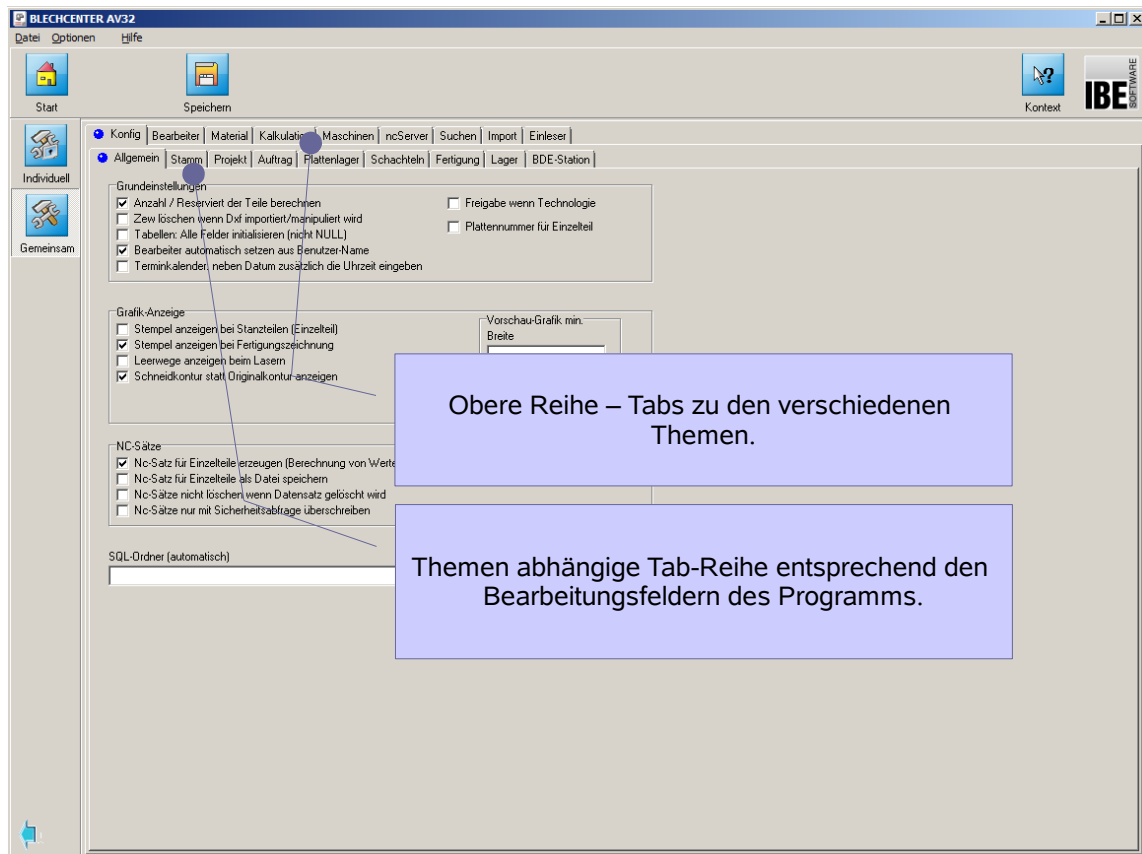 BLECHCENTER AV32
Datei Optionen Hilfe
Start Speichern Kontext IBE SOFTWARE
Konfig Bearbeiter Material Kalkulation Maschinen ncServer Suchen Import Einleser
Allgemein Stamm Projekt Auftrag Plattenlager Schachteln Fertigung Lager BDE-Station
Individuell
Gemeinsam
Grundeinstellungen
Anzahl / Reserviert der Teile berechnen
Zew löschen wenn Dxf importiert/manipuliert wird
Tabellen: Alle Felder initialisieren (nicht NULL)
Bearbeiter automatisch setzen aus Benutzer-Name
Terminkalender: neben Datum zusätzlich die Uhrzeit eingeben
Freigabe wenn Technologie
Plattennummer für Einzelteil
Grafik-Anzeige
Stempel anzeigen bei Stanzteilen (Einzelteil)
Stempel anzeigen bei Fertigungszeichnung
Leerwege anzeigen beim Lasern
Schneidkontur statt Originalkontur anzeigen
Vorschau-Grafik min.
Breite
Obere Reihe – Tabs zu den verschiedenen
Themen.
NC-Sätze
Nc-Satz für Einzelteile erzeugen (Berechnung von Werte
Nc-Satz für Einzelteile als Datei speichern
Nc-Sätze nicht löschen wenn Datensatz gelöscht wird
Nc-Sätze nur mit Sicherheitsabfrage überschreiben
Themen abhängige Tab-Reihe entsprechend den
Bearbeitungsfeldern des Programms.
SQL-Ordner (automatisch)